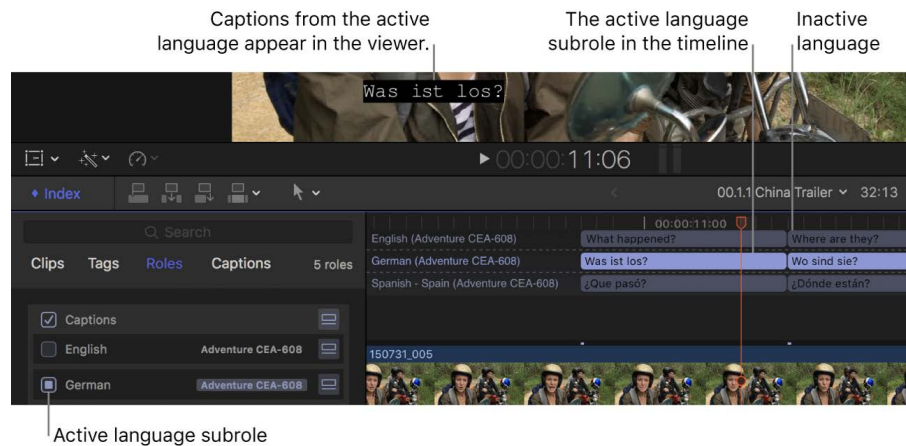 Captions from the active
language appear in the viewer.
The active language
subrole in the timeline
Inactive
language
Was ist los?
00:00:11:06
Index
00.1.1 China Trailer
32:13
Search
Clips
Tags
Roles
Captions
5 roles
00:00:11:00
English (Adventure CEA-608)
What happened?
Where are they?
German (Adventure CEA-608)
Was ist los?
Wo sind sie?
Spanish - Spain (Adventure CEA-608)
¿Que pasó?
¿Dónde están?
Captions
English
Adventure CEA-608
German
Adventure CEA-608
150731_005
Active language subrole